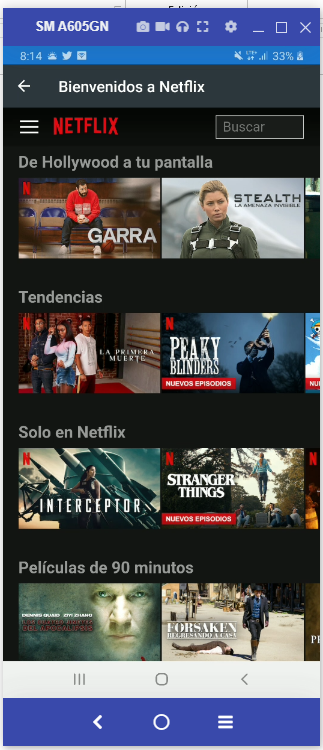 SM A605GN
8:14
33%
Bienvenidos a Netflix
NETFLIX
Buscar
De Hollywood a tu pantalla
N
GARRA
STEALTH
LA AMENAZA INVISIBLE
Tendencias
N
LA PRIMERA
MUERTE
N
PEAKY
BLINDERS
NUEVOS EPISODIOS
Solo en Netflix
N
INTERCEPTOR
N
STRANGER
THINGS
NUEVOS EPISODIOS
Películas de 90 minutos
DENNIS QUAID ZIYI ZHANG
DEL APOCALIPSIS
FORSAKEN
REGRESANDO A CASA